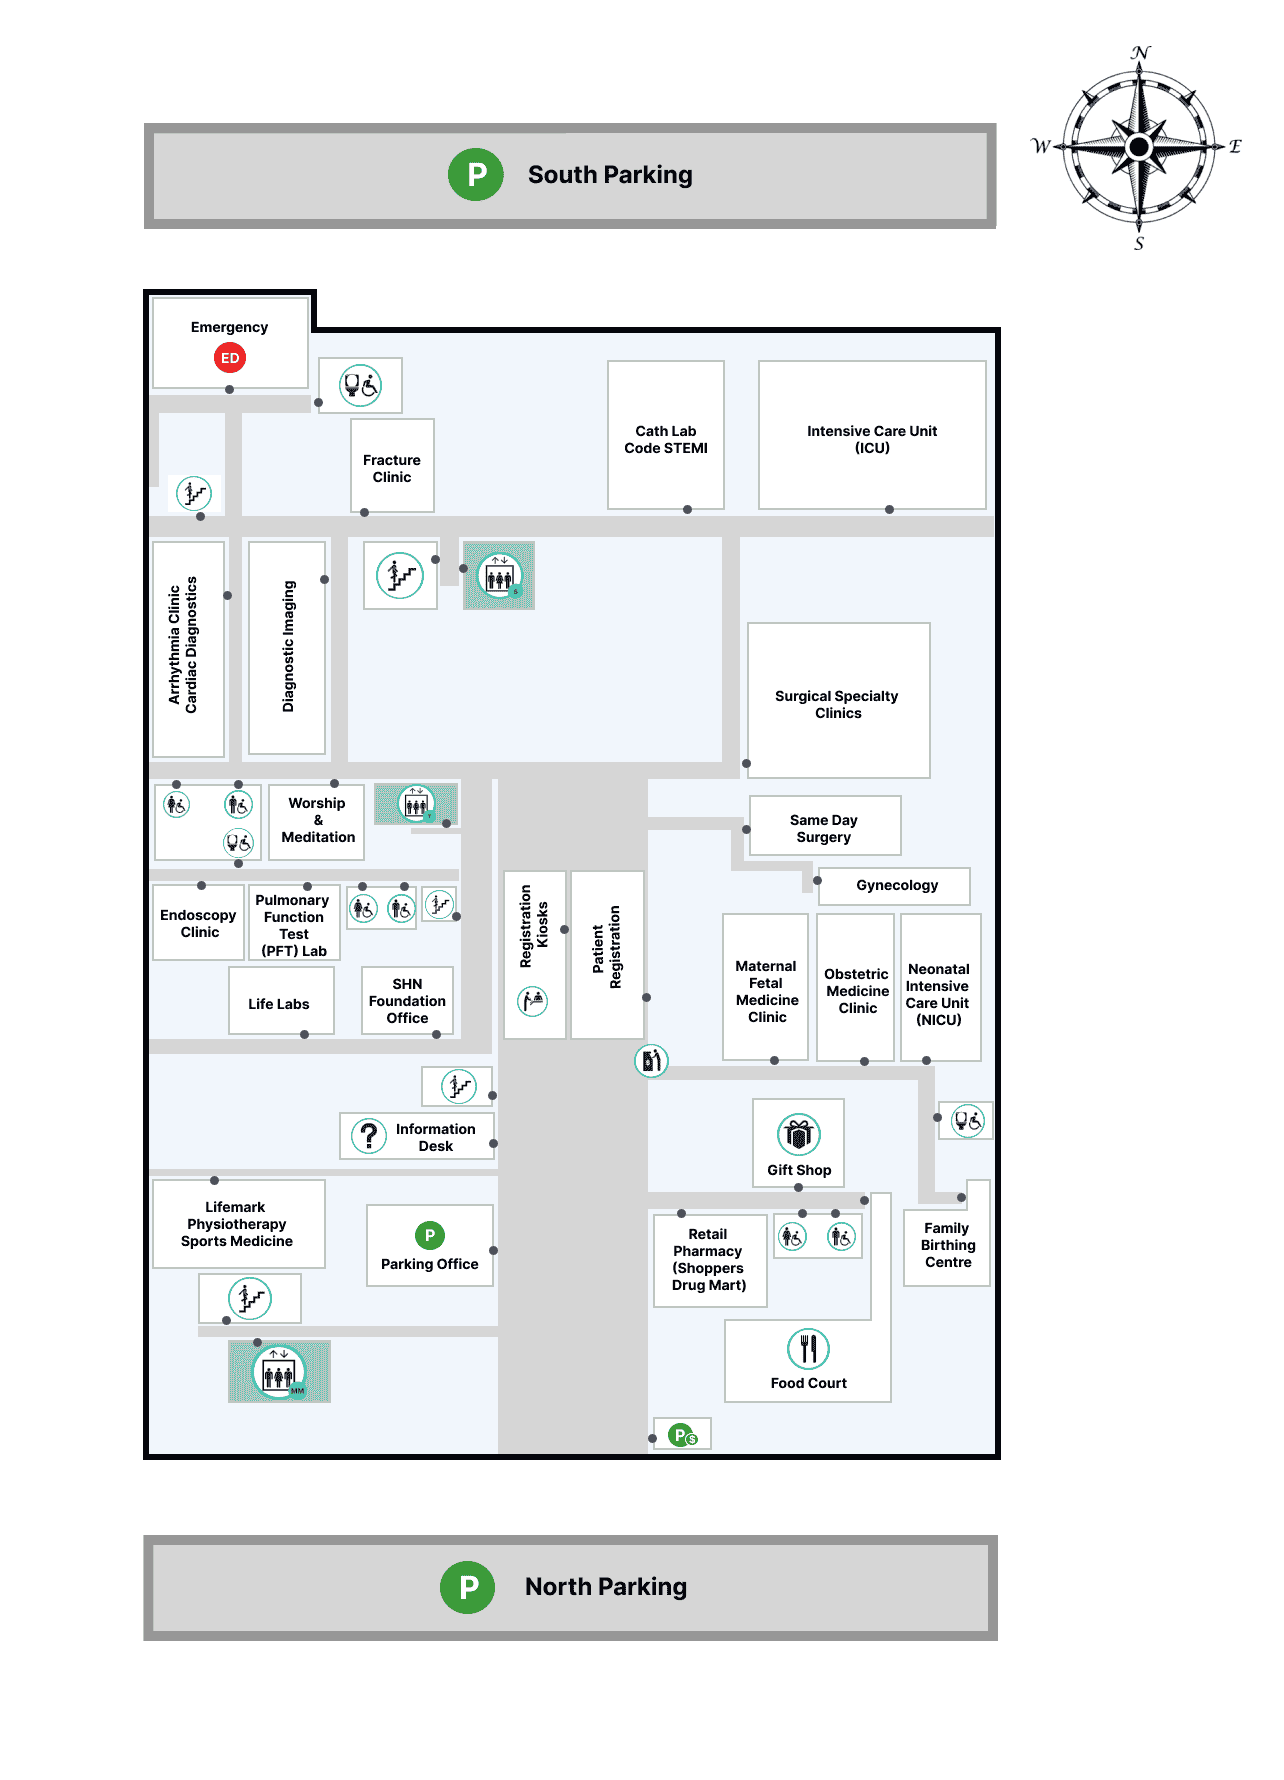 N
W
E
S
P
South Parking
Emergency
ED
Fracture
Clinic
Cath Lab
Code STEMI
Intensive Care Unit
(ICU)
Arrhythmia Clinic
Cardiac Diagnostics
Diagnostic Imaging
S
Surgical Specialty
Clinics
Worship
&
Meditation
Same Day
Surgery
Gynecology
Endoscopy
Clinic
Pulmonary
Function
Test
(PFT) Lab
Registration
Kiosks
Patient
Registration
Maternal
Fetal
Medicine
Clinic
Obstetric
Medicine
Clinic
Neonatal
Intensive
Care Unit
(NICU)
Life Labs
SHN
Foundation
Office
?
Information
Desk
Gift Shop
Lifemark
Physiotherapy
Sports Medicine
P
Parking Office
Retail
Pharmacy
(Shoppers
Drug Mart)
Family
Birthing
Centre
MM
Food Court
P
$
P
North Parking